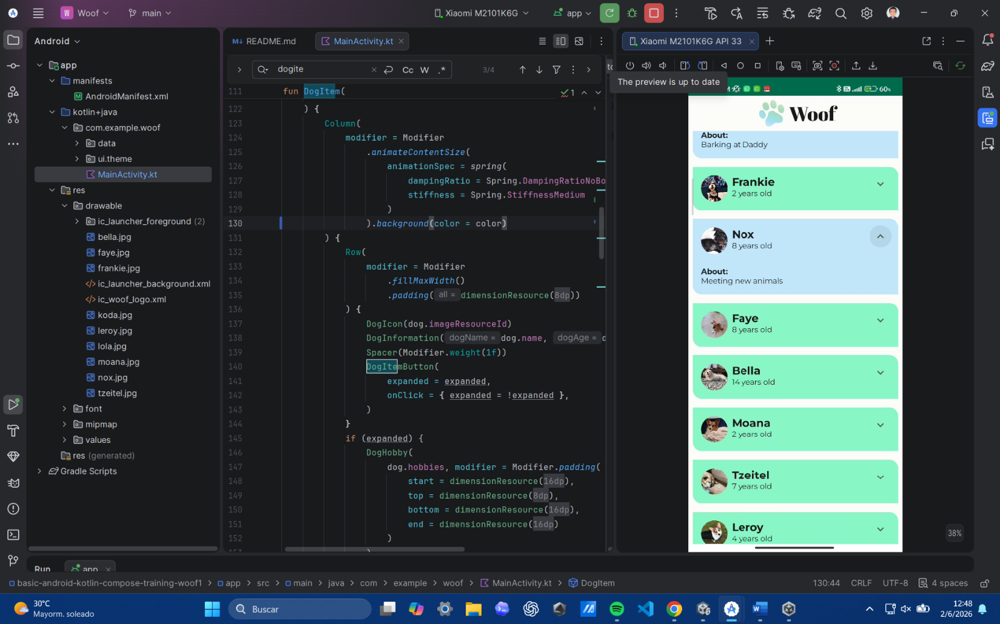 W Woof
main
Xiaomi M2101K6G
app
Android
README.md
MainActivity.kt
Xiaomi M2101K6G API 33
app
manifests
AndroidManifest.xml
kotlin+java
com.example.woof
data
ui.theme
MainActivity.kt
res
drawable
ic_launcher_foreground (2)
bella.jpg
faye.jpg
frankie.jpg
ic_launcher_background.xml
ic_woof_logo.xml
koda.jpg
leroy.jpg
lola.jpg
moana.jpg
nox.jpg
tzeitel.jpg
font
mipmap
values
res (generated)
Gradle Scripts
dogite
Cc W .*
3/4
The preview is up to date
111 fun DogItem(
1
122 ) {
123 Column(
124 modifier = Modifier
125 .animateContentSize(
126 animationSpec = spring(
127 dampingRatio = Spring.DampingRatioNoBo
128 stiffness = Spring.StiffnessMedium
129 )
130 ).background(color = color)
131 ) {
132 Row(
133 modifier = Modifier
134 .fillMaxWidth()
135 .padding( all = dimensionResource(8dp))
136 ) {
137 DogIcon(dog.imageResourceId)
138 DogInformation( dogName = dog.name, dogAge = d
139 Spacer(Modifier.weight(1f))
140 DogItemButton(
141 expanded = expanded,
142 onClick = { expanded = !expanded },
143 )
144 }
145 if (expanded) {
146 DogHobby(
147 dog.hobbies, modifier = Modifier.padding(
148 start = dimensionResource(16dp),
149 top = dimensionResource(8dp),
150 bottom = dimensionResource(16dp),
151 end = dimensionResource(16dp)
152 )
60%
Woof
About:
Barking at Daddy
Frankie
2 years old
Nox
8 years old
About:
Meeting new animals
Faye
8 years old
Bella
14 years old
Moana
2 years old
Tzeitel
7 years old
Leroy
4 years old
38%
Run
app
basic-android-kotlin-compose-training-woof1 > app > src > main > java > com > example > woof > MainActivity.kt > DogItem
130:44 CRLF UTF-8 4 spaces
30°C
Mayorm. soleado
Buscar
12:48
2/6/2026